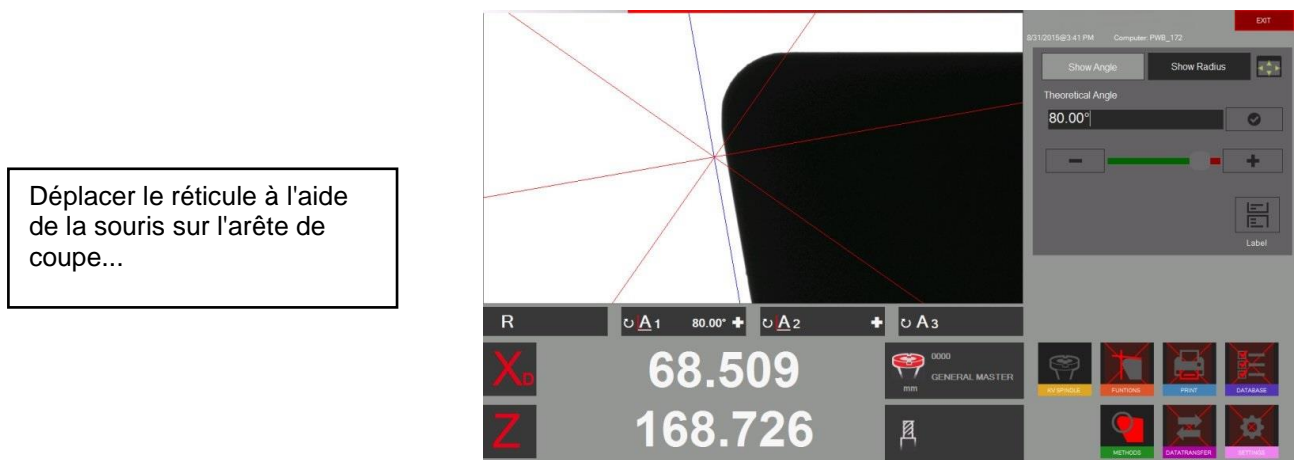 Déplacer le réticule à l'aide
de la souris sur l'arête de
coupe...
EXIT
8/31/2015@3:41 PM Computer: PWB_172
Show Angle Show Radius
Theoretical Angle
80.00°
Label
R A1 80.00° A2 A3
XD 68.509
0000
GENERAL MASTER
mm
Z 168.726
KV SPINDLE FUNTIONS PRINT DATABASE
METHODS DATATRANSFER SETTINGS